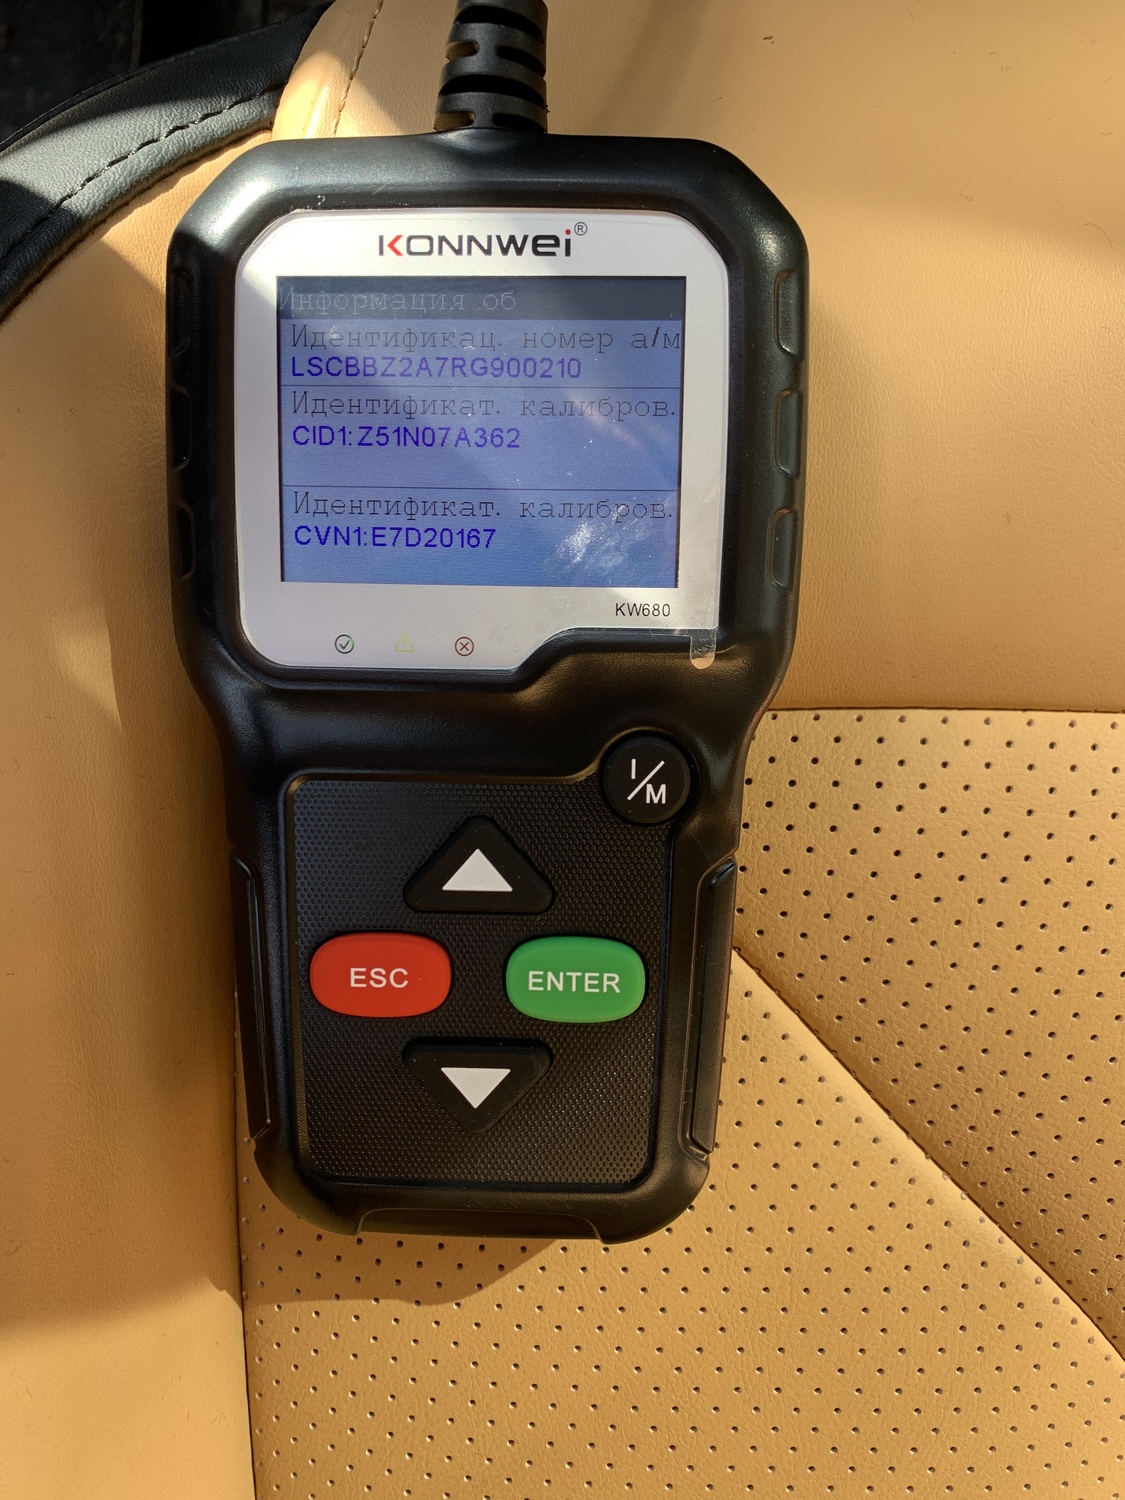 KONNWEI®
Информация об
Идентификац. номер а/м
LSCBBZ2A7RG900210
Идентификат. калибров.
CID1:Z51N07A362
Идентификат. калибров.
CVN1:E7D20167
KW680
I/M
ESC
ENTER